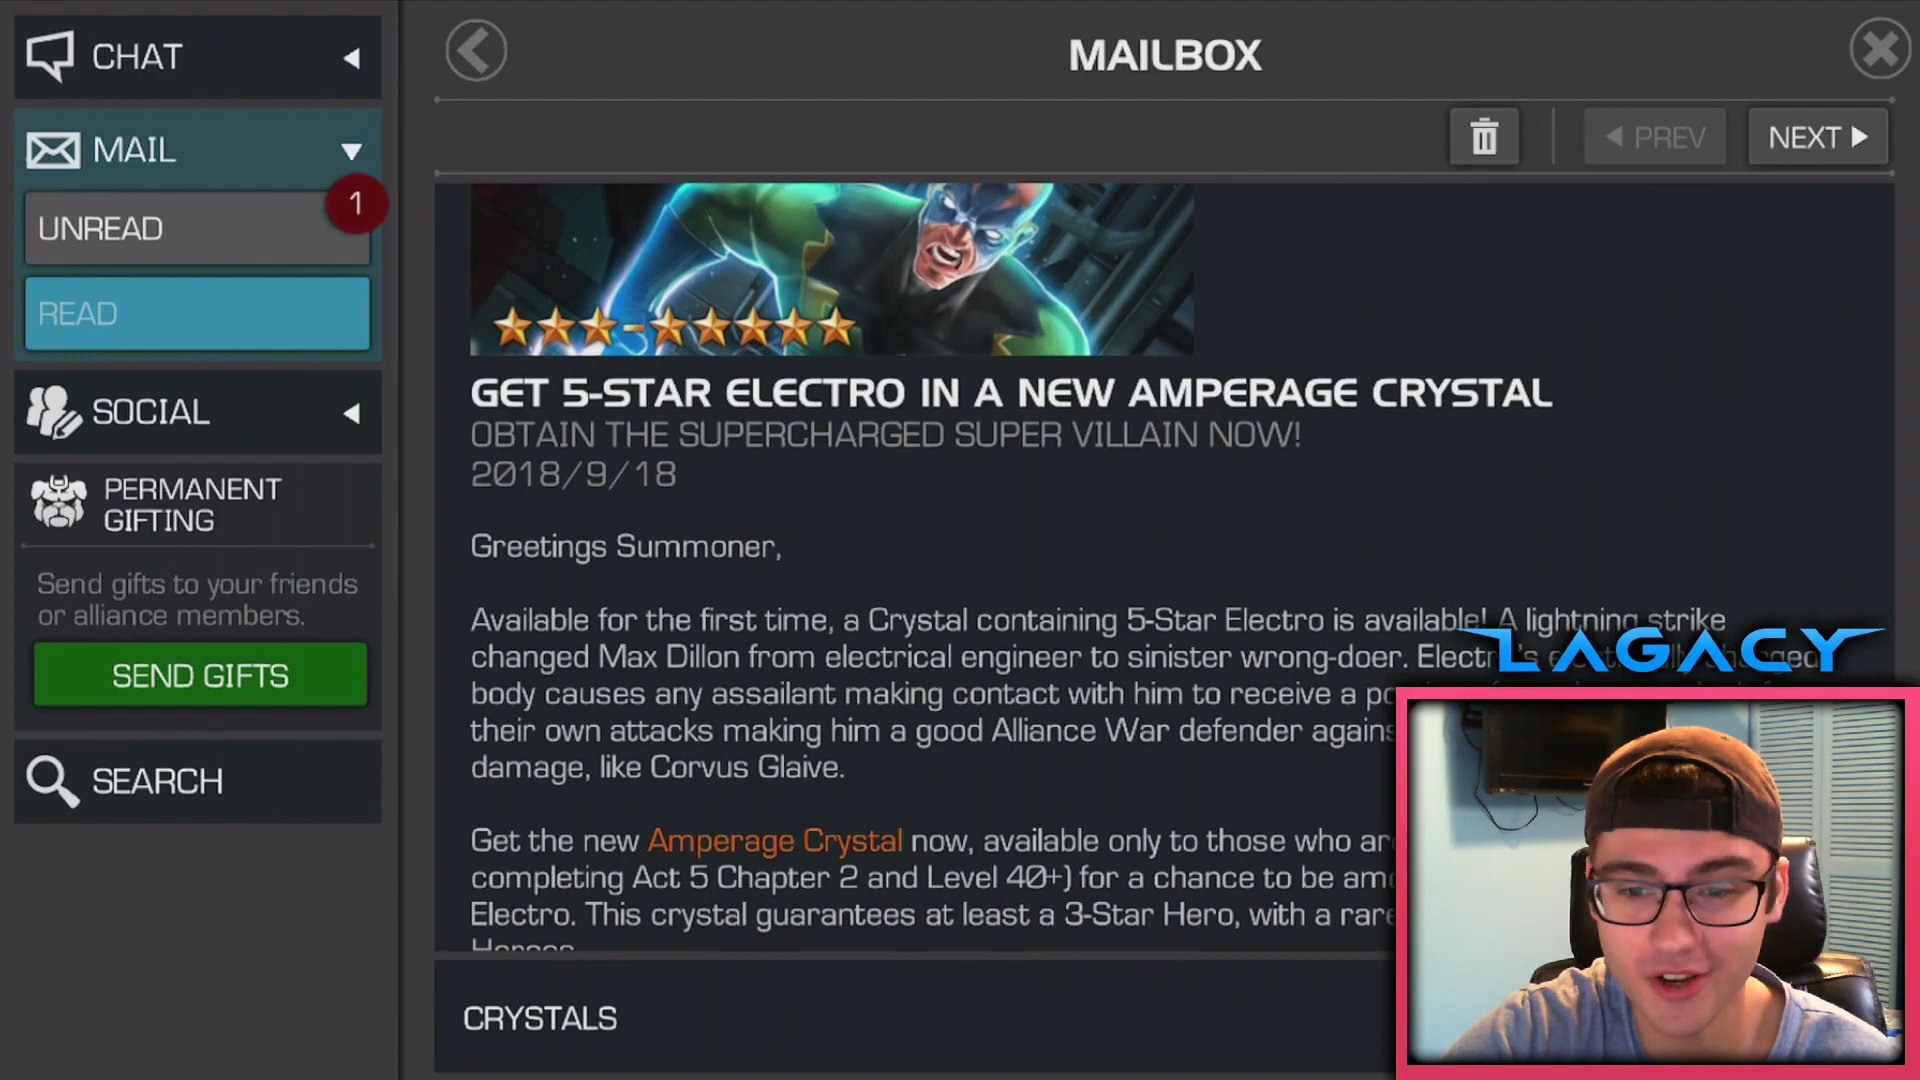 CHAT
MAIL
1
UNREAD
READ
SOCIAL
PERMANENT
GIFTING
Send gifts to your friends
or alliance members.
SEND GIFTS
SEARCH
MAILBOX
PREV
NEXT
GET 5-STAR ELECTRO IN A NEW AMPERAGE CRYSTAL
OBTAIN THE SUPERCHARGED SUPER VILLAIN NOW!
2018/9/18
Greetings Summoner,
Available for the first time, a Crystal containing 5-Star Electro is available! A lightning strike
changed Max Dillon from electrical engineer to sinister wrong-doer. Electro's electrically charged
body causes any assailant making contact with him to receive a
their own attacks making him a good Alliance War defender
damage, like Corvus Glaive.
Get the new Amperage Crystal now, available only to those who
completing Act 5 Chapter 2 and Level 40+) for a chance to be
Electro. This crystal guarantees at least a 3-Star Hero, with a
Heroes
CRYSTALS
LAGACY